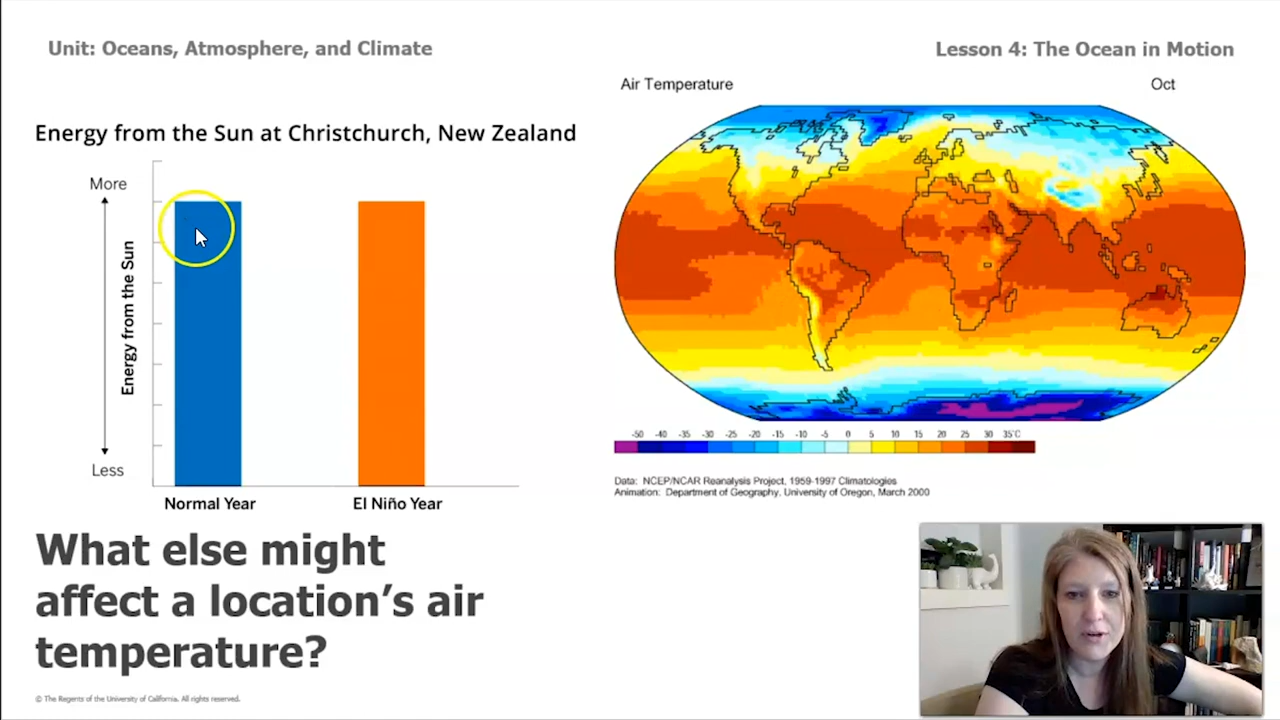 Unit: Oceans, Atmosphere, and Climate
Lesson 4: The Ocean in Motion
Energy from the Sun at Christchurch, New Zealand
More
Energy from the Sun
Less
Normal Year
El Niño Year
Air Temperature
Oct
-50 -40 -35 -30 -25 -20 -15 -10 -5 0 5 10 15 20 25 30 35°C
Data: NCEP/NCAR Reanalysis Project, 1959-1997 Climatologies
Animation: Department of Geography, University of Oregon, March 2000
What else might
affect a location's air
temperature?
© The Regents of the University of California. All rights reserved.